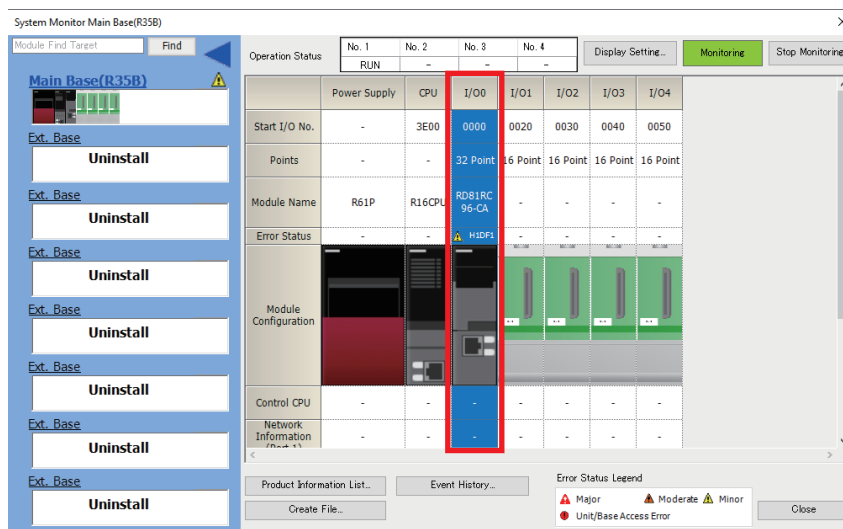 System Monitor Main Base(R35B)
Module Find Target Find
Main Base(R35B)
Ext. Base
Uninstall
Ext. Base
Uninstall
Ext. Base
Uninstall
Ext. Base
Uninstall
Ext. Base
Uninstall
Ext. Base
Uninstall
Ext. Base
Uninstall
Operation Status No. 1 No. 2 No. 3 No. 4
RUN - - -
Display Setting... Monitoring Stop Monitoring
Power Supply CPU I/O0 I/O1 I/O2 I/O3 I/O4
Start I/O No. - 3E00 0000 0020 0030 0040 0050
Points - - 32 Point 16 Point 16 Point 16 Point 16 Point
Module Name R61P R16CPU RD81RC
96-CA - - - -
Error Status - - H1DF1 - - - -
Module
Configuration
Control CPU - - - - - - -
Network
Information
(Port 1) - - - - - - -
Product Information List... Event History...
Create File...
Error Status Legend
Major Moderate Minor
Unit/Base Access Error
Close